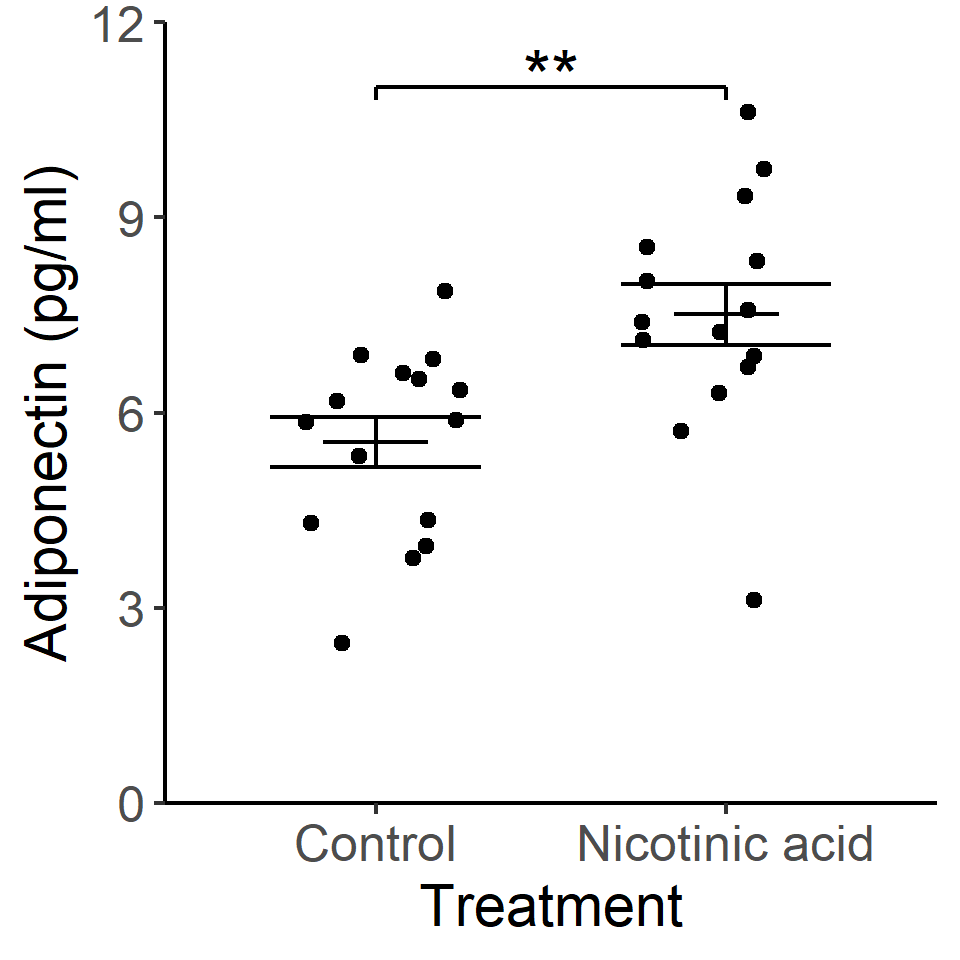 12
**
9
6
3
0
Adiponectin (pg/ml)
Control
Nicotinic acid
Treatment